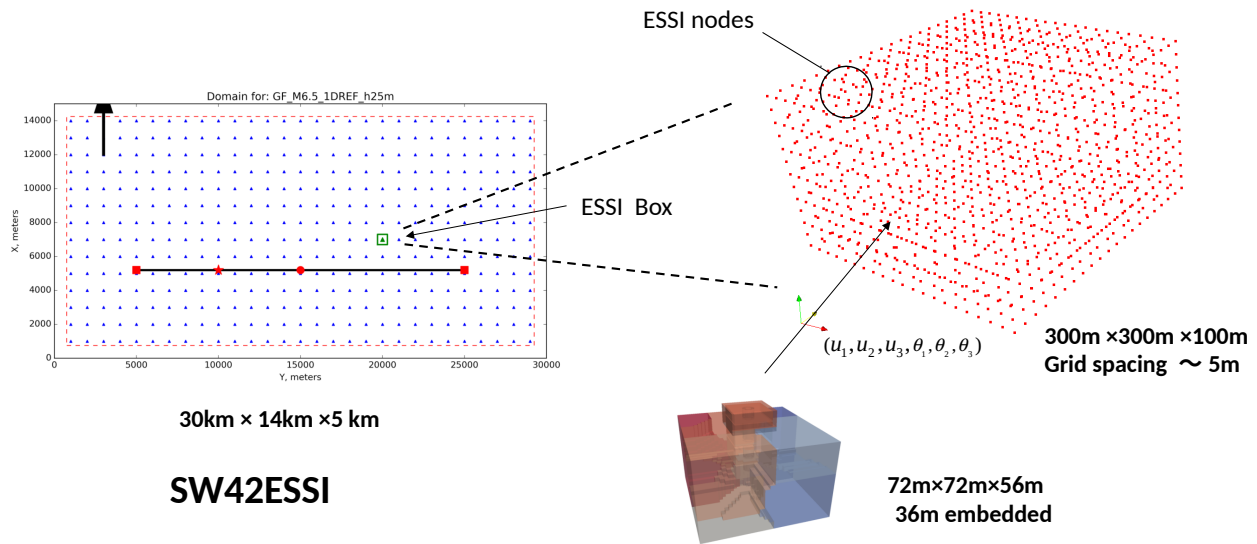 ESSI nodes
Domain for: GF_M6.5_1DREF_h25m
14000
12000
10000
8000
6000
4000
2000
0
X, meters
0 5000 10000 15000 20000 25000 30000
Y, meters
ESSI Box
(u₁,u₂,u₃,θ₁,θ₂,θ₃)
300m ×300m ×100m
Grid spacing ～ 5m
30km × 14km ×5 km
SW42ESSI
72m×72m×56m
36m embedded